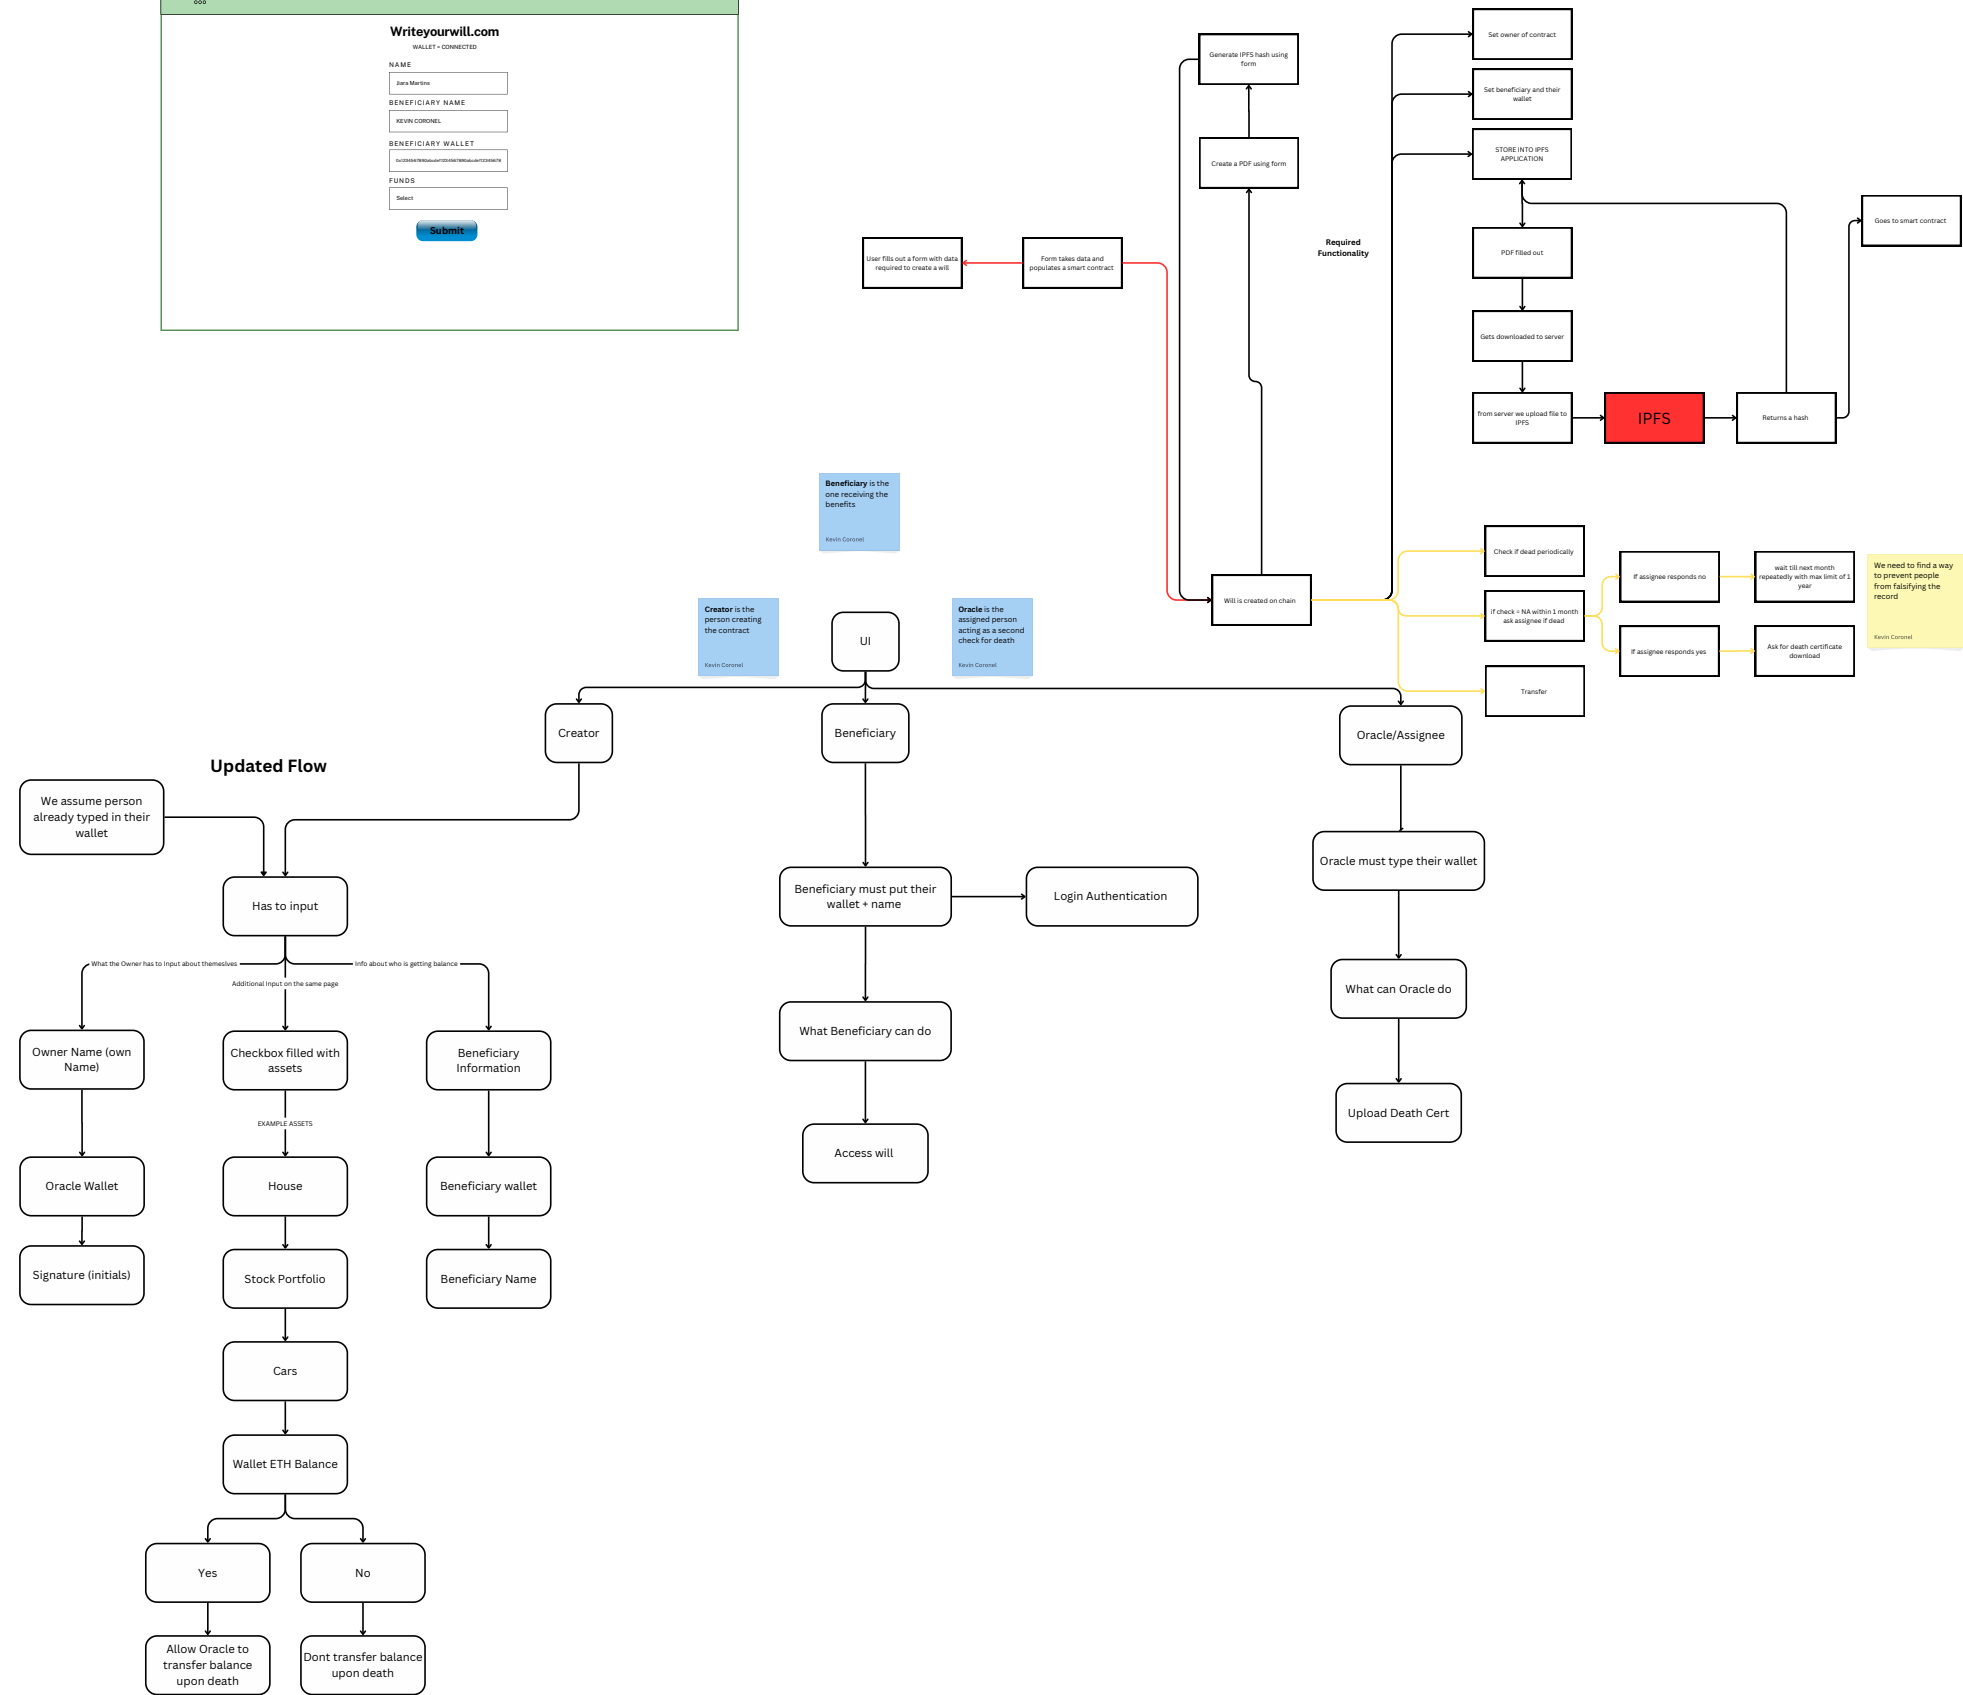 Writeyourwill.com
WALLET = CONNECTED
NAME
Jiara Martins
BENEFICIARY NAME
KEVIN CORONEL
BENEFICIARY WALLET
0x1234567890abcdef1234567890abcdef12345678
FUNDS
Select
Submit
Generate IPFS hash using
form
Create a PDF using form
User fills out a form with data
required to create a will
Form takes data and
populates a smart contract
Required
Functionality
Set owner of contract
Set beneficiary and their
wallet
STORE INTO IPFS
APPLICATION
PDF filled out
Gets downloaded to server
from server we upload file to
IPFS
IPFS
Returns a hash
Goes to smart contract
Will is created on chain
Check if dead periodically
if check = NA within 1 month
ask assignee if dead
Transfer
If assignee responds no
wait till next month
repeatedly with max limit of 1
year
If assignee responds yes
Ask for death certificate
download
We need to find a way
to prevent people
from falsifying the
record
Kevin Coronel
Beneficiary is the
one receiving the
benefits
Kevin Coronel
Creator is the
person creating
the contract
Kevin Coronel
Oracle is the
assigned person
acting as a second
check for death
Kevin Coronel
UI
Creator
Beneficiary
Oracle/Assignee
Updated Flow
We assume person
already typed in their
wallet
Has to input
What the Owner has to Input about themeslves
Additional Input on the same page
Info about who is getting balance
Owner Name (own
Name)
Oracle Wallet
Signature (initials)
Checkbox filled with
assets
EXAMPLE ASSETS
House
Stock Portfolio
Cars
Wallet ETH Balance
Yes
No
Allow Oracle to
transfer balance
upon death
Dont transfer balance
upon death
Beneficiary
Information
Beneficiary wallet
Beneficiary Name
Beneficiary must put their
wallet + name
Login Authentication
What Beneficiary can do
Access will
Oracle must type their wallet
What can Oracle do
Upload Death Cert